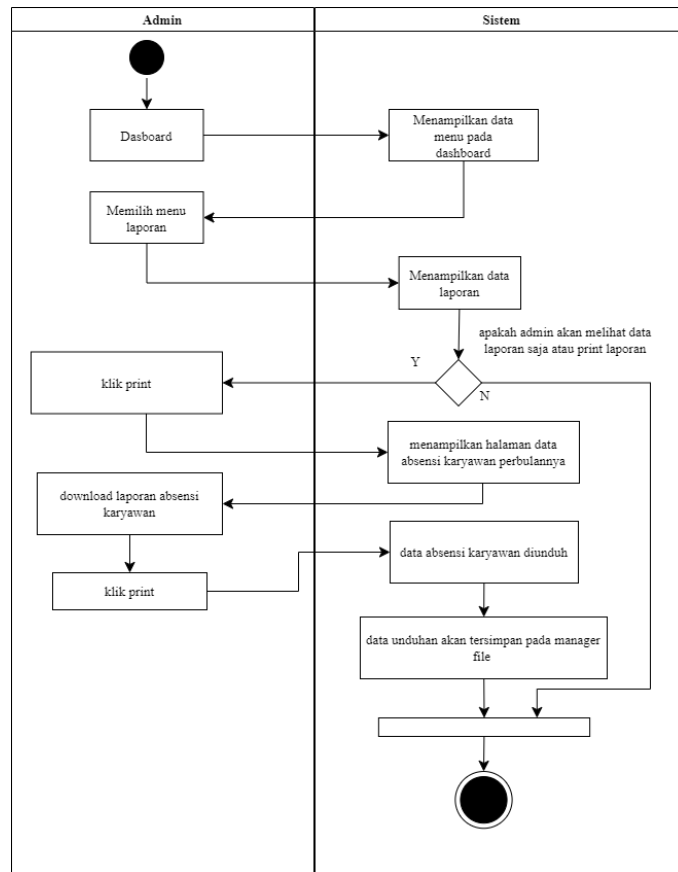 Admin
Sistem
Dasboard
Menampilkan data
menu pada
dashboard
Memilih menu
laporan
Menampilkan data
laporan
apakah admin akan melihat data
laporan saja atau print laporan
Y
N
klik print
menampilkan halaman data
absensi karyawan perbulannya
download laporan absensi
karyawan
klik print
data absensi karyawan diunduh
data unduhan akan tersimpan pada manager
file